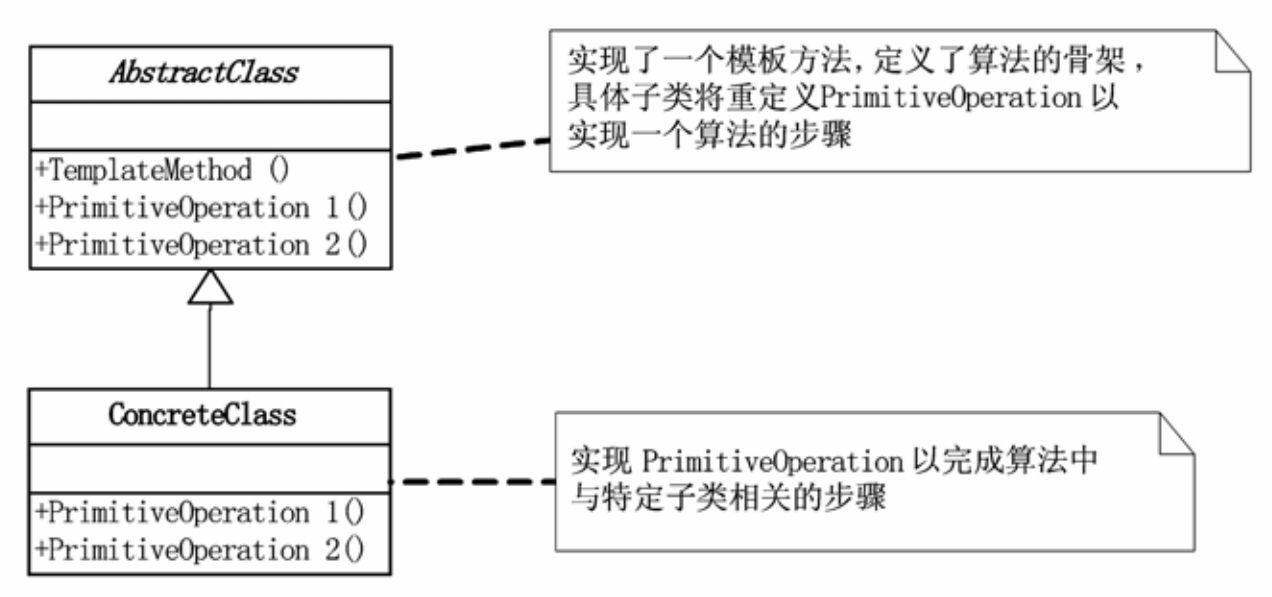 AbstractClass
+TemplateMethod ()
+PrimitiveOperation 1()
+PrimitiveOperation 2()
实现了一个模板方法,定义了算法的骨架,
具体子类将重定义PrimitiveOperation 以
实现一个算法的步骤
ConcreteClass
+PrimitiveOperation 1()
+PrimitiveOperation 2()
实现 PrimitiveOperation 以完成算法中
与特定子类相关的步骤